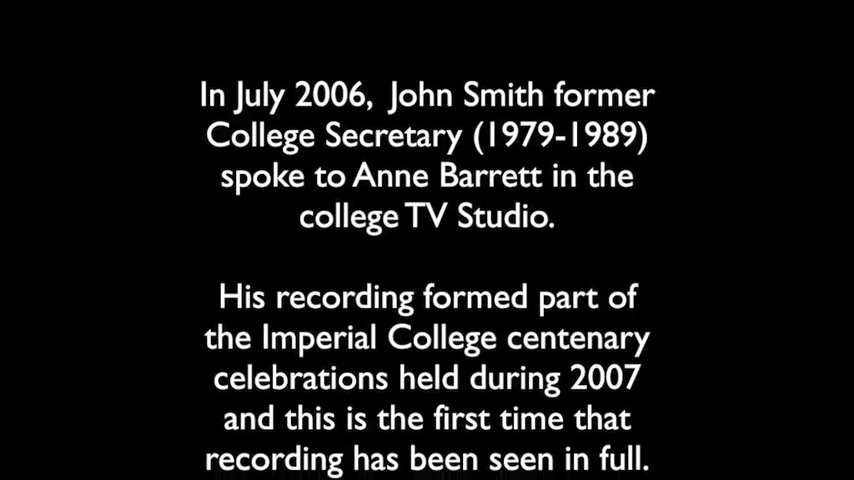 In July 2006, John Smith former
College Secretary (1979-1989)
spoke to Anne Barrett in the
college TV Studio.
His recording formed part of
the Imperial College centenary
celebrations held during 2007
and this is the first time that
recording has been seen in full.